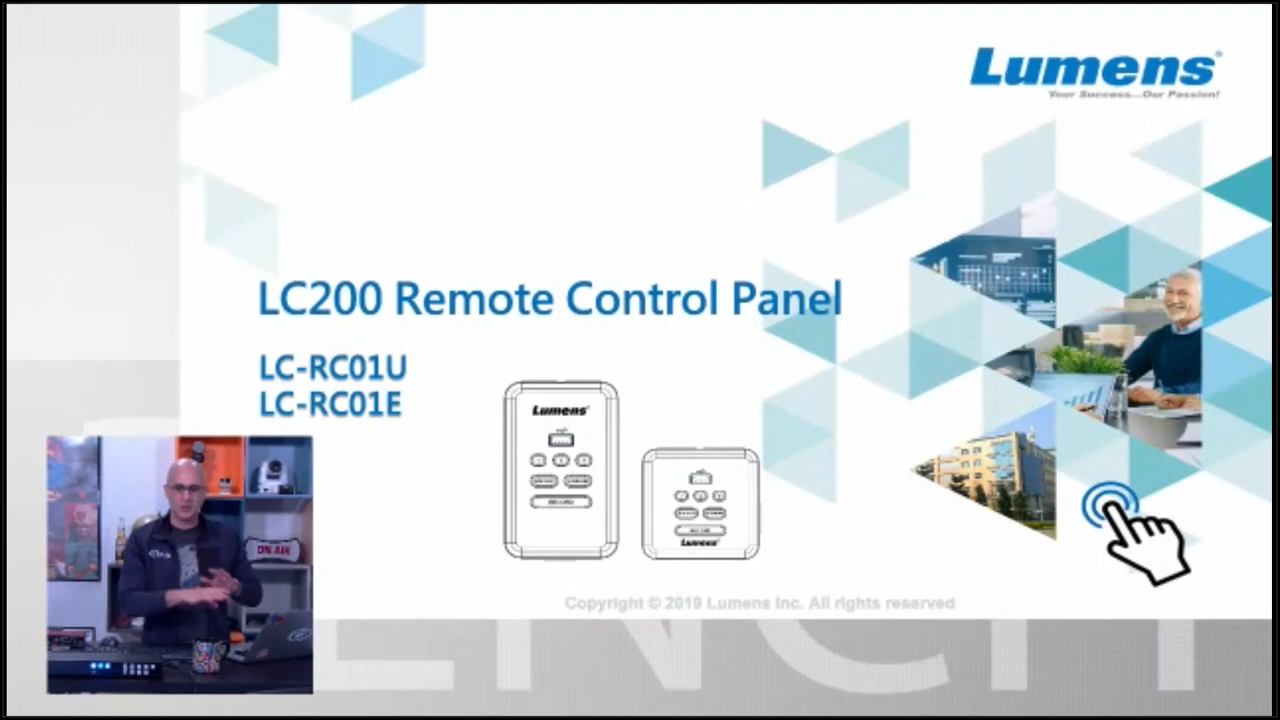 Lumens
Your Success...Our Passion!
LC200 Remote Control Panel
LC-RC01U
LC-RC01E
Lumens
Lumens
ON AIR
Copyright © 2019 Lumens Inc. All rights reserved